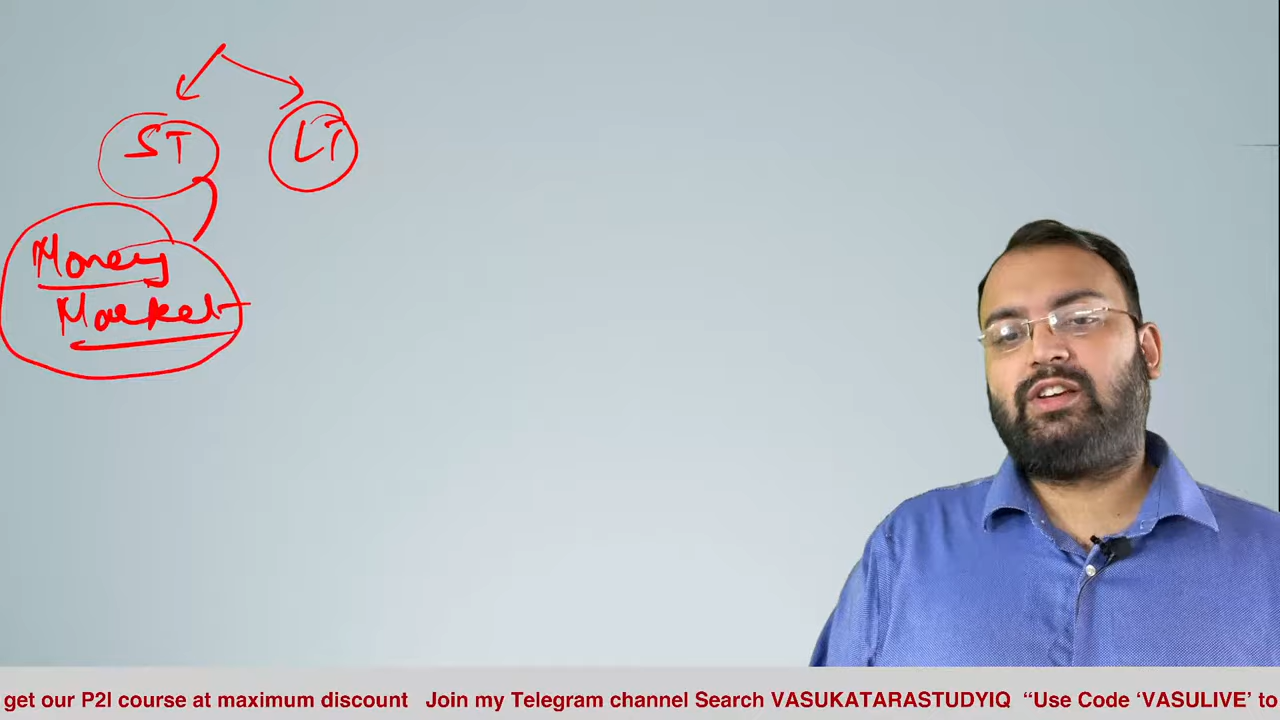 ST
LT
Money
Market
get our P2I course at maximum discount Join my Telegram channel Search VASUKATARASTUDYIQ “Use Code ‘VASULIVE’ to